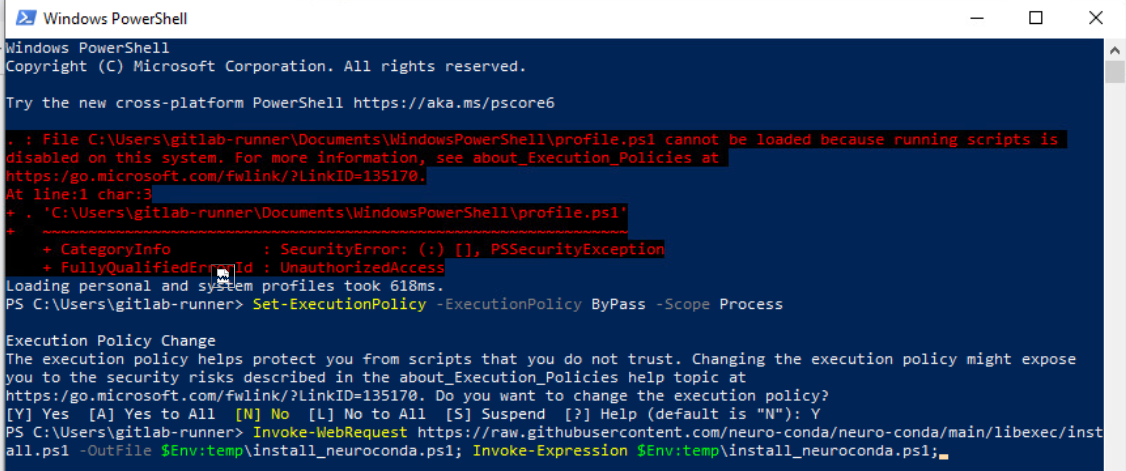 Windows PowerShell
Windows PowerShell
Copyright (C) Microsoft Corporation. All rights reserved.
Try the new cross-platform PowerShell https://aka.ms/pscore6
. : File C:\Users\gitlab-runner\Documents\WindowsPowerShell\profile.ps1 cannot be loaded because running scripts is
disabled on this system. For more information, see about_Execution_Policies at
https:/go.microsoft.com/fwlink/?LinkID=135170.
At line:1 char:3
+ . 'C:\Users\gitlab-runner\Documents\WindowsPowerShell\profile.ps1'
+   ~~~~~~~~~~~~~~~~~~~~~~~~~~~~~~~~~~~~~~~~~~~~~~~~~~~~~~~~~~~~~~~~
    + CategoryInfo          : SecurityError: (:) [], PSSecurityException
    + FullyQualifiedErrorId : UnauthorizedAccess
Loading personal and system profiles took 618ms.
PS C:\Users\gitlab-runner> Set-ExecutionPolicy -ExecutionPolicy ByPass -Scope Process
Execution Policy Change
The execution policy helps protect you from scripts that you do not trust. Changing the execution policy might expose
you to the security risks described in the about_Execution_Policies help topic at
https:/go.microsoft.com/fwlink/?LinkID=135170. Do you want to change the execution policy?
[Y] Yes  [A] Yes to All  [N] No  [L] No to All  [S] Suspend  [?] Help (default is "N"): Y
PS C:\Users\gitlab-runner> Invoke-WebRequest https://raw.githubusercontent.com/neuro-conda/neuro-conda/main/libexec/inst
all.ps1 -OutFile $Env:temp\install_neuroconda.ps1; Invoke-Expression $Env:temp\install_neuroconda.ps1;